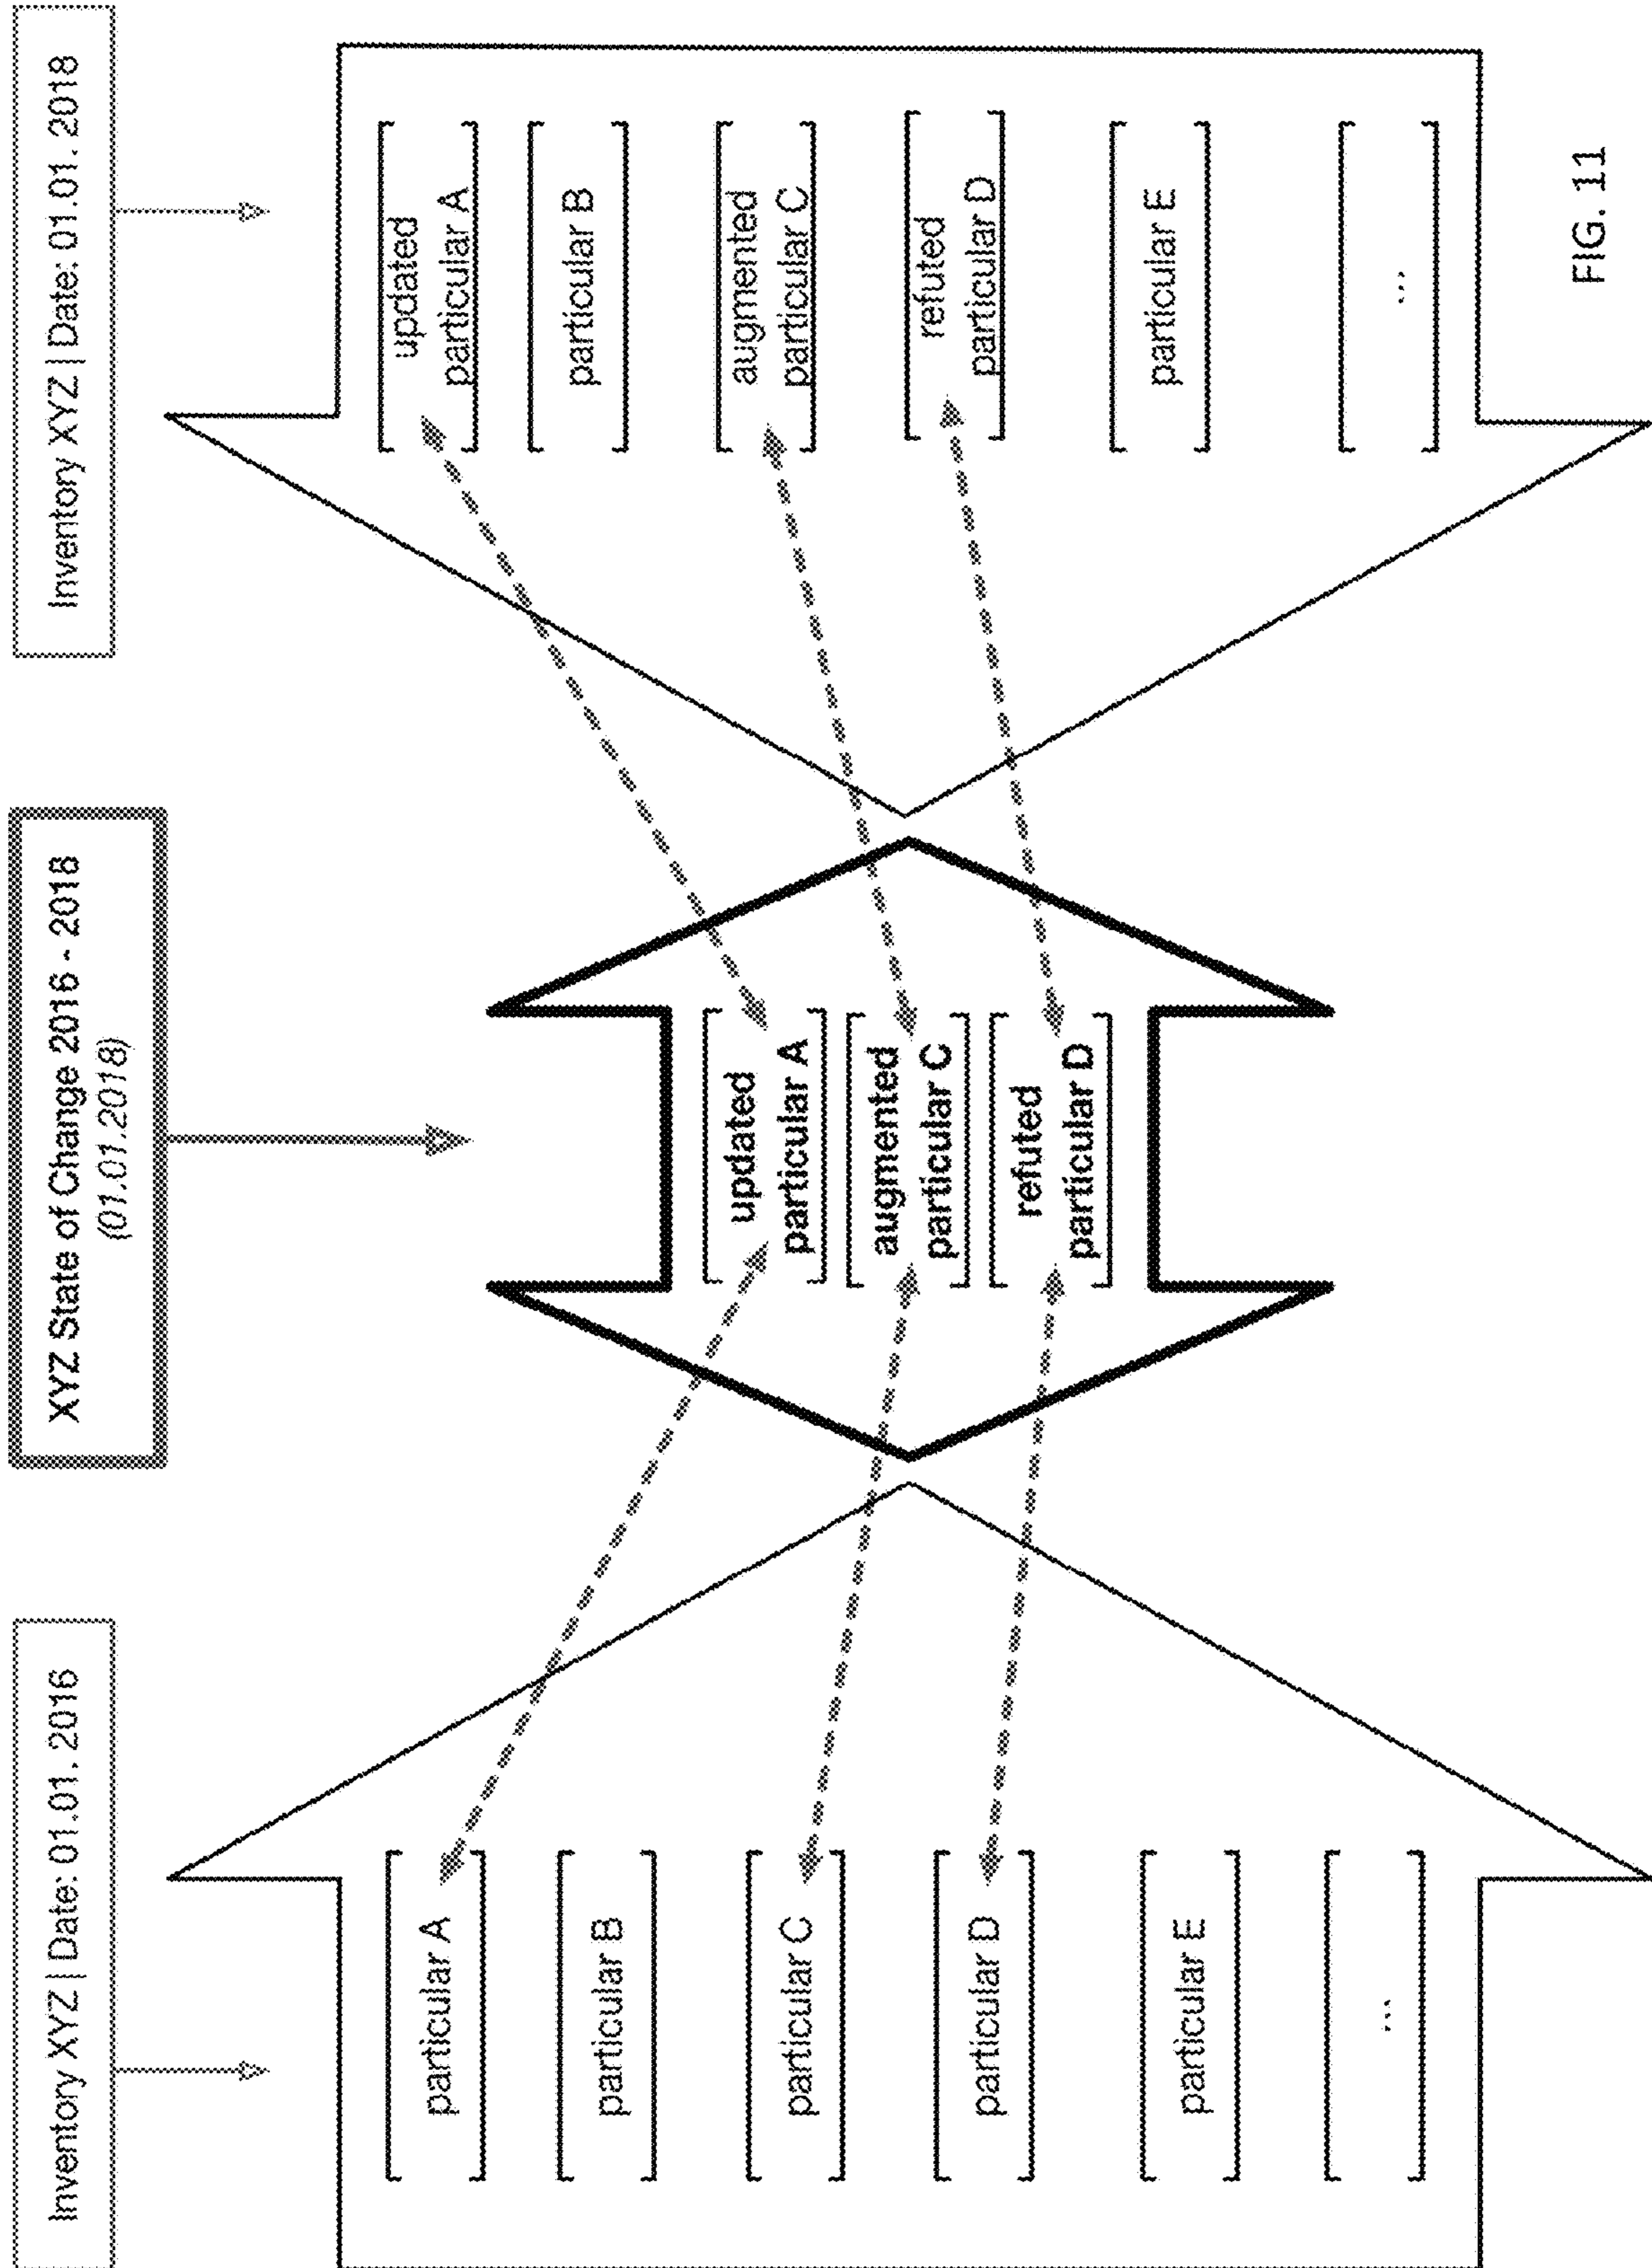 Inventory XYZ | Date: 01.01. 2016
particular A
particular B
particular C
particular D
particular E
...
XYZ State of Change 2016 - 2018
(01.01.2018)
updated
particular A
augmented
particular C
refuted
particular D
Inventory XYZ | Date: 01.01. 2018
updated
particular A
particular B
augmented
particular C
refuted
particular D
particular E
...
FIG. 11